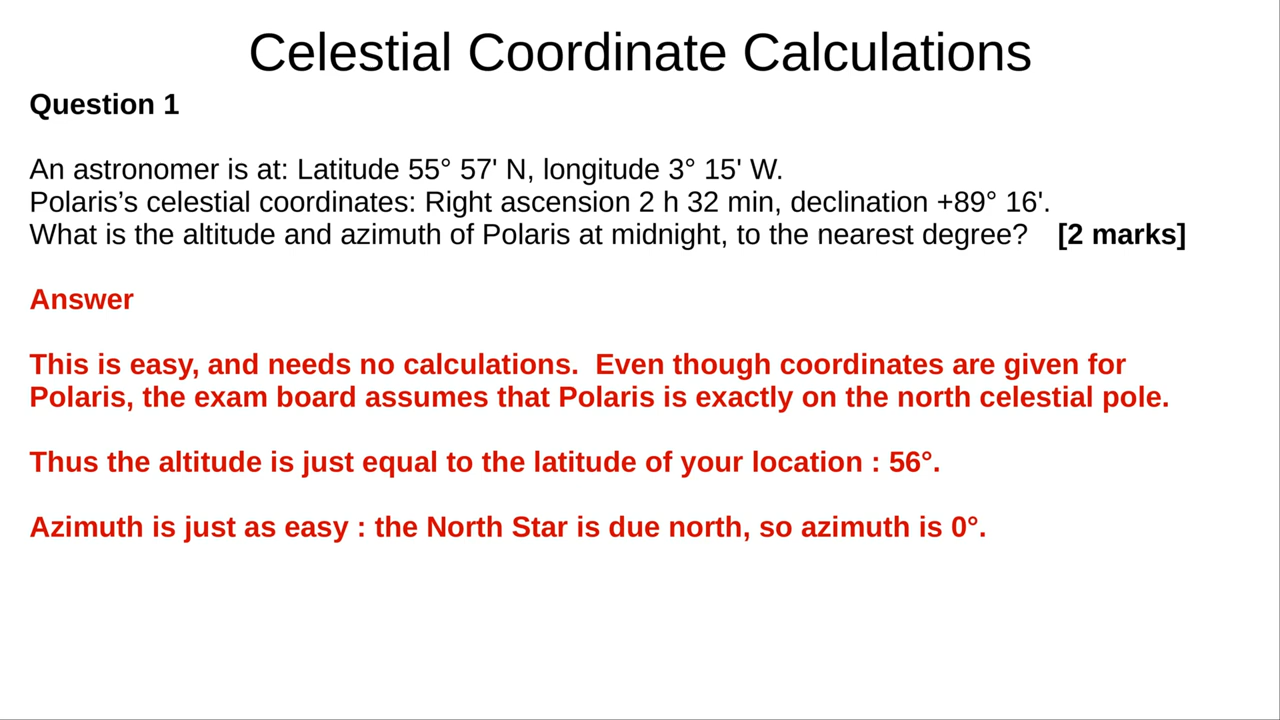 Celestial Coordinate Calculations
Question 1
An astronomer is at: Latitude 55° 57' N, longitude 3° 15' W.
Polaris’s celestial coordinates: Right ascension 2 h 32 min, declination +89° 16'.
What is the altitude and azimuth of Polaris at midnight, to the nearest degree? [2 marks]
Answer
This is easy, and needs no calculations. Even though coordinates are given for
Polaris, the exam board assumes that Polaris is exactly on the north celestial pole.
Thus the altitude is just equal to the latitude of your location : 56°.
Azimuth is just as easy : the North Star is due north, so azimuth is 0°.